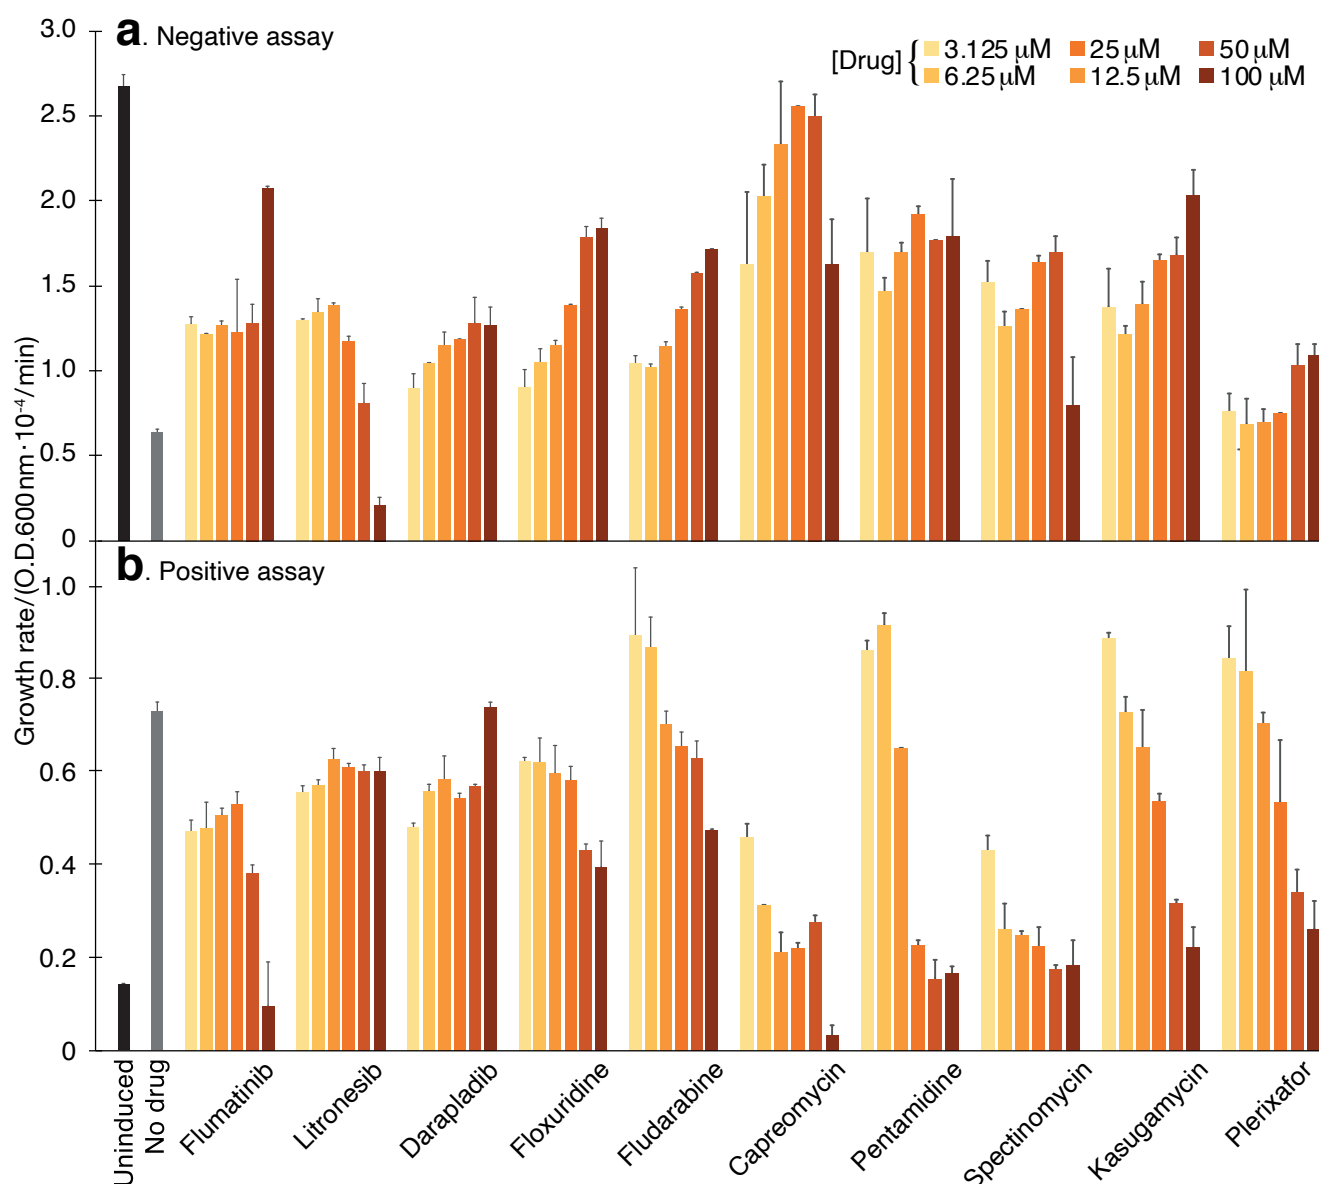 a. Negative assay
[Drug]{
3.125 μM 25 μM 50 μM
6.25 μM 12.5 μM 100 μM
3.0
2.5
2.0
1.5
1.0
0.5
0
Growth rate/(O.D.600nm·10⁻⁴/min)
b. Positive assay
1.0
0.8
0.6
0.4
0.2
0
Uninduced
No drug
Flumatinib
Litronesib
Darapladib
Floxuridine
Fludarabine
Capreomycin
Pentamidine
Spectinomycin
Kasugamycin
Plerixafor